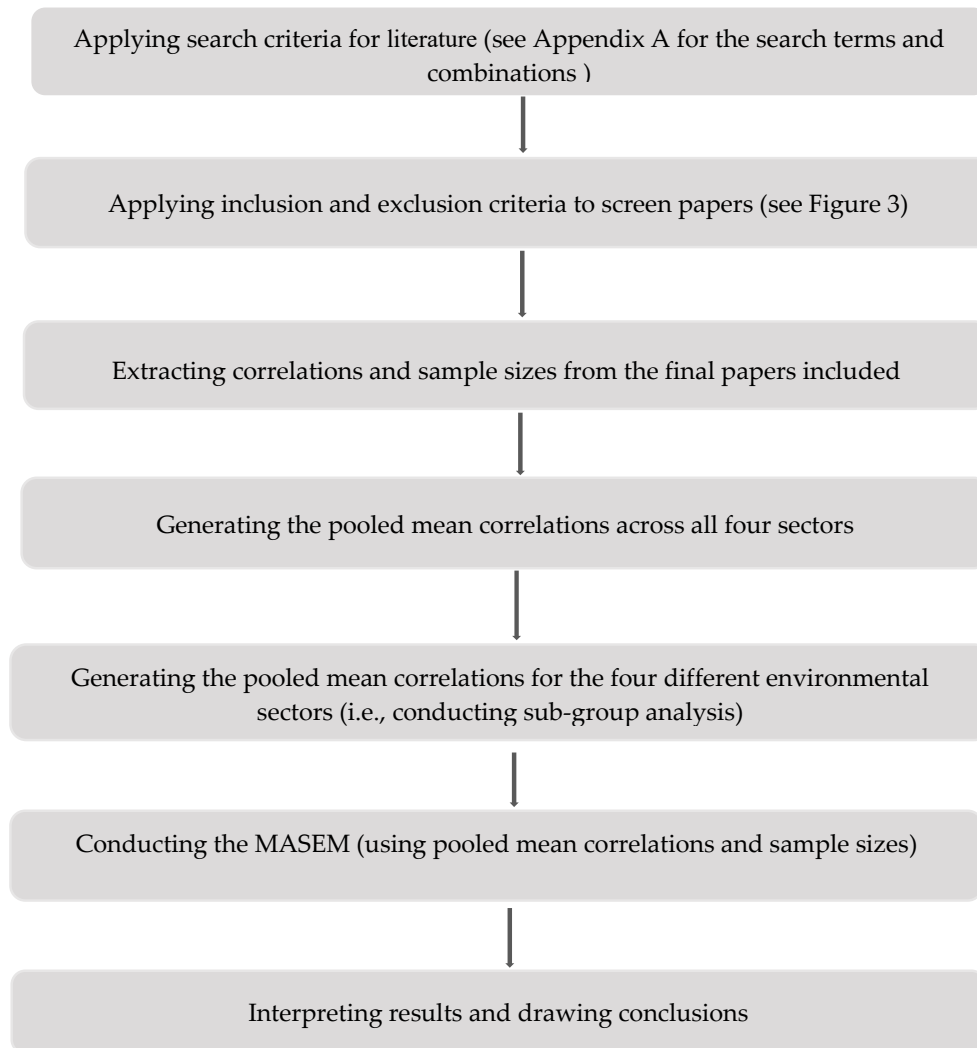 Applying search criteria for literature (see Appendix A for the search terms and
combinations )
Applying inclusion and exclusion criteria to screen papers (see Figure 3)
Extracting correlations and sample sizes from the final papers included
Generating the pooled mean correlations across all four sectors
Generating the pooled mean correlations for the four different environmental
sectors (i.e., conducting sub-group analysis)
Conducting the MASEM (using pooled mean correlations and sample sizes)
Interpreting results and drawing conclusions